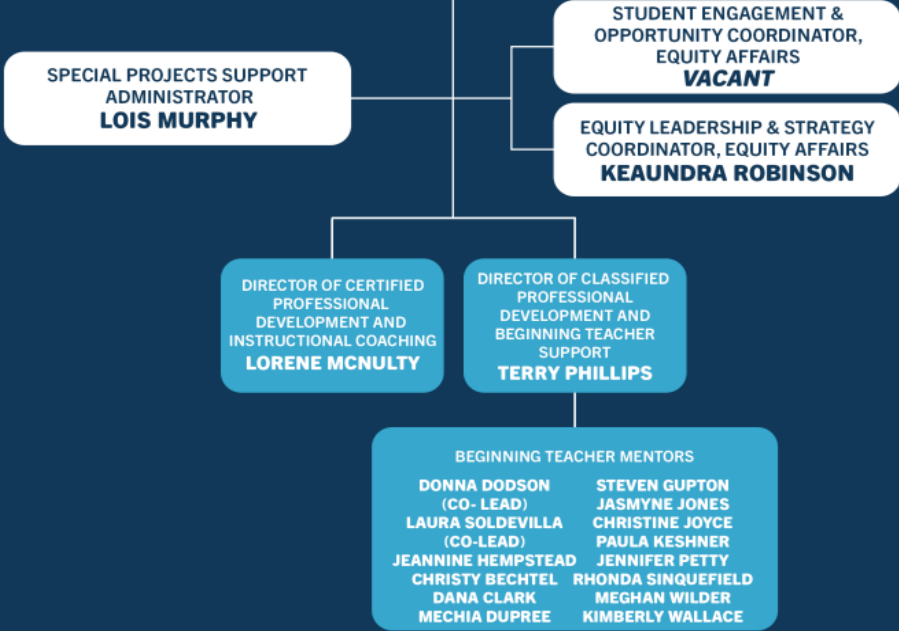 STUDENT ENGAGEMENT &
OPPORTUNITY COORDINATOR,
EQUITY AFFAIRS
VACANT
SPECIAL PROJECTS SUPPORT
ADMINISTRATOR
LOIS MURPHY
EQUITY LEADERSHIP & STRATEGY
COORDINATOR, EQUITY AFFAIRS
KEAUNDRA ROBINSON
DIRECTOR OF CERTIFIED
PROFESSIONAL
DEVELOPMENT AND
INSTRUCTIONAL COACHING
LORENE MCNULTY
DIRECTOR OF CLASSIFIED
PROFESSIONAL
DEVELOPMENT AND
BEGINNING TEACHER
SUPPORT
TERRY PHILLIPS
BEGINNING TEACHER MENTORS
DONNA DODSON
(CO- LEAD)
LAURA SOLDEVILLA
(CO-LEAD)
JEANNINE HEMPSTEAD
CHRISTY BECHTEL
DANA CLARK
MECHIA DUPREE
STEVEN GUPTON
JASMYNE JONES
CHRISTINE JOYCE
PAULA KESHNER
JENNIFER PETTY
RHONDA SINQUEFIELD
MEGHAN WILDER
KIMBERLY WALLACE